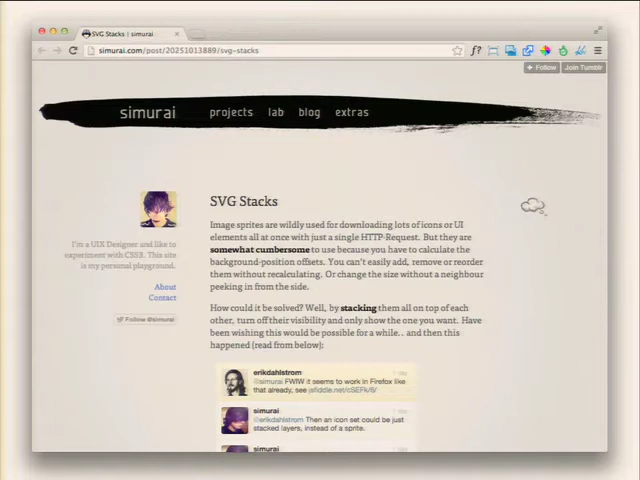 SVG Stacks | simurai
simurai.com/post/20251013889/svg-stacks
Follow Join Tumblr
simurai projects lab blog extras
SVG Stacks
Image sprites are wildly used for downloading lots of icons or UI
elements all at once with just a single HTTP-Request. But they are
somewhat cumbersome to use because you have to calculate the
background-position offsets. You can't easily add, remove or reorder
them without recalculating. Or change the size without a neighbour
peeking in from the side.
I'm a UIX Designer and like to
experiment with CSS3. This site
is my personal playground.
About
Contact
Follow @simurai
How could it be solved? Well, by stacking them all on top of each
other, turn off their visibility and only show the one you want. Have
been wishing this would be possible for a while.. and then this
happened (read from below):
erikdahlstrom
@simurai FWIW it seems to work in Firefox like
that already, see jsfiddle.net/cSEFk/6/
simurai
@erikdahlstrom Then an icon set could be just
stacked layers, instead of a sprite.
simurai